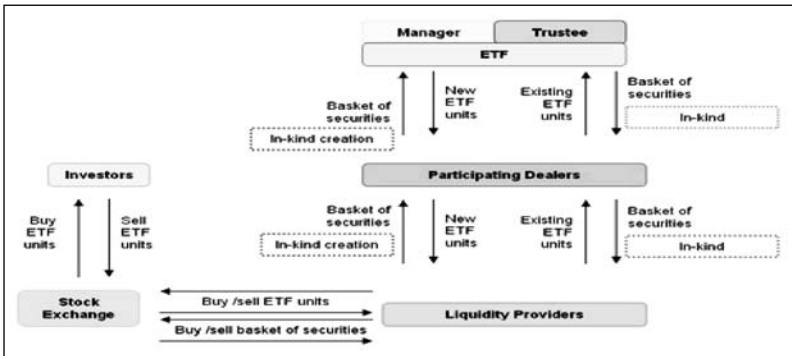 Manager
Trustee
ETF
Basket of
securities
In-kind creation
New
ETF
units
Existing
ETF
units
Basket of
securities
In-kind
Investors
Participating Dealers
Buy
ETF
units
Sell
ETF
units
Basket of
securities
In-kind creation
New
ETF
units
Existing
ETF
units
Basket of
securities
In-kind
Stock
Exchange
Buy /sell ETF units
Buy /sell basket of securities
Liquidity Providers